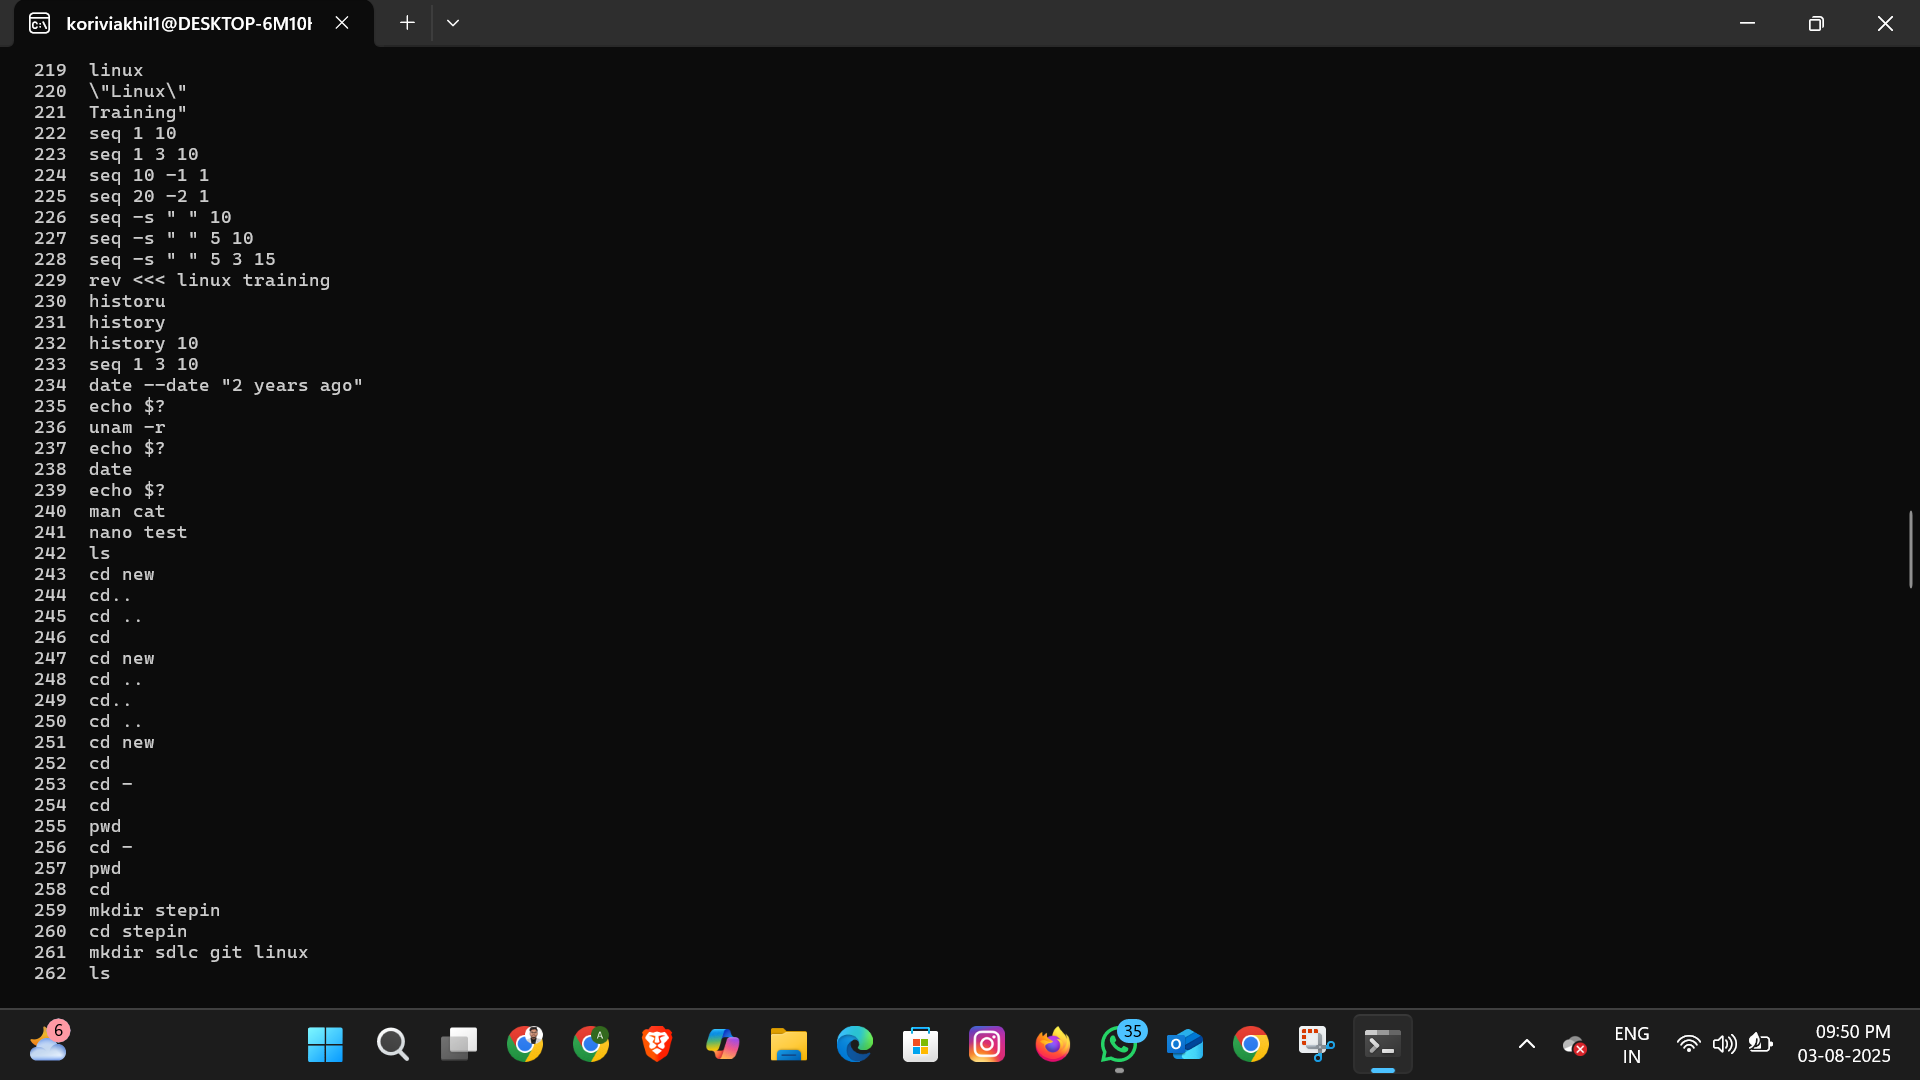 koriviakhil1@DESKTOP-6M10
219 linux
220 \"Linux\"
221 Training"
222 seq 1 10
223 seq 1 3 10
224 seq 10 -1 1
225 seq 20 -2 1
226 seq -s " " 10
227 seq -s " " 5 10
228 seq -s " " 5 3 15
229 rev <<< linux training
230 historu
231 history
232 history 10
233 seq 1 3 10
234 date --date "2 years ago"
235 echo $?
236 unam -r
237 echo $?
238 date
239 echo $?
240 man cat
241 nano test
242 ls
243 cd new
244 cd..
245 cd ..
246 cd
247 cd new
248 cd ..
249 cd..
250 cd ..
251 cd new
252 cd
253 cd -
254 cd
255 pwd
256 cd -
257 pwd
258 cd
259 mkdir stepin
260 cd stepin
261 mkdir sdlc git linux
262 ls
6
A
35
ENG
IN
09:50 PM
03-08-2025